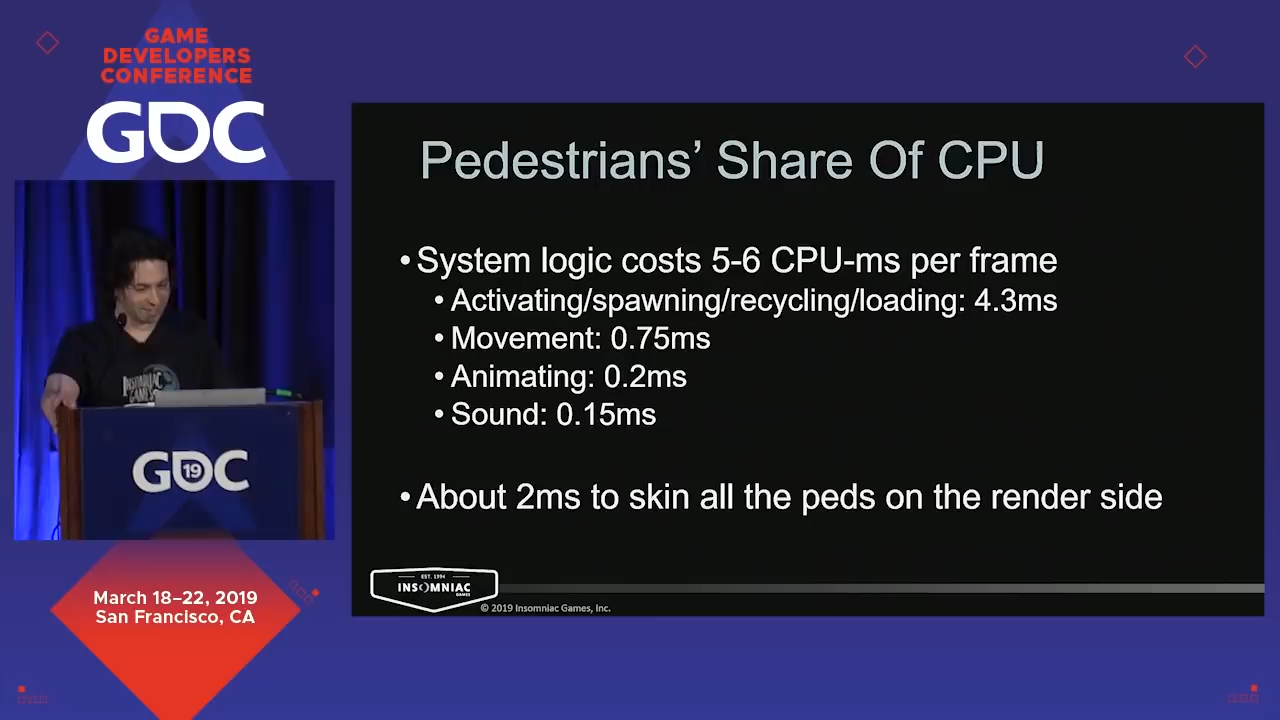 GAME
DEVELOPERS
CONFERENCE
GDC
INSOMNIAC
GAMES
GDC
19
March 18–22, 2019
San Francisco, CA
Pedestrians’ Share Of CPU
•System logic costs 5-6 CPU-ms per frame
•Activating/spawning/recycling/loading: 4.3ms
•Movement: 0.75ms
•Animating: 0.2ms
•Sound: 0.15ms
•About 2ms to skin all the peds on the render side
EST. 1994
INSOMNIAC
GAMES
© 2019 Insomniac Games, Inc.